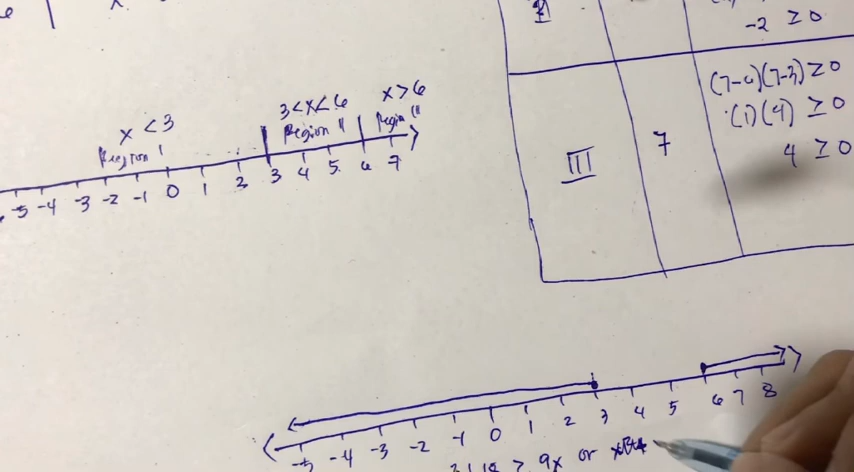 -2 ≥0
(7-6)(7-3)≥0
(1)(4) ≥0
4 ≥0
III
7
x <3
3<x<6
x>6
Region I
Region II
Region III
-5 -4 -3 -2 -1 0 1 2 3 4 5 6 7
-5 -4 -3 -2 -1 0 1 2 3 4 5 6 7 8
≥ 9x or